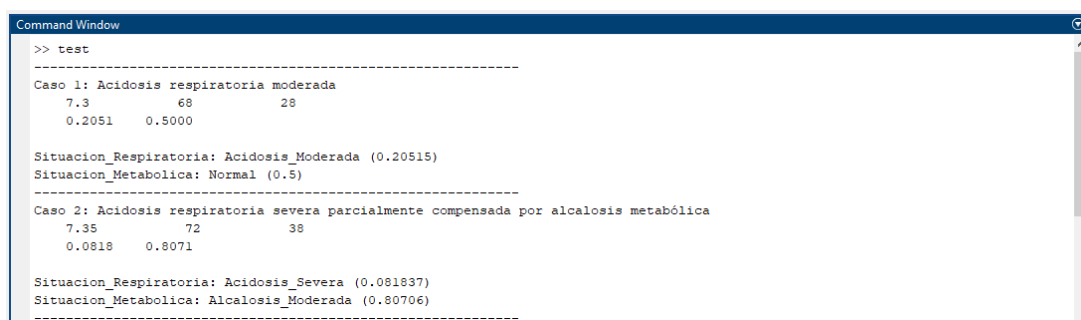 Command Window
>> test
------------------------------------------------------------
Caso 1: Acidosis respiratoria moderada
7.3 68 28
0.2051 0.5000
Situacion_Respiratoria: Acidosis_Moderada (0.20515)
Situacion_Metabolica: Normal (0.5)
------------------------------------------------------------
Caso 2: Acidosis respiratoria severa parcialmente compensada por alcalosis metabólica
7.35 72 38
0.0818 0.8071
Situacion_Respiratoria: Acidosis_Severa (0.081837)
Situacion_Metabolica: Alcalosis_Moderada (0.80706)
------------------------------------------------------------